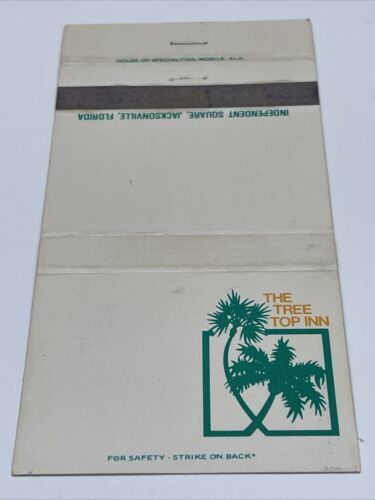 HOUSE OF SPECIALTIES, MOBILE, ALA.
INDEPENDENT SQUARE, JACKSONVILLE, FLORIDA
THE
TREE
TOP INN
FOR SAFETY - STRIKE ON BACK*